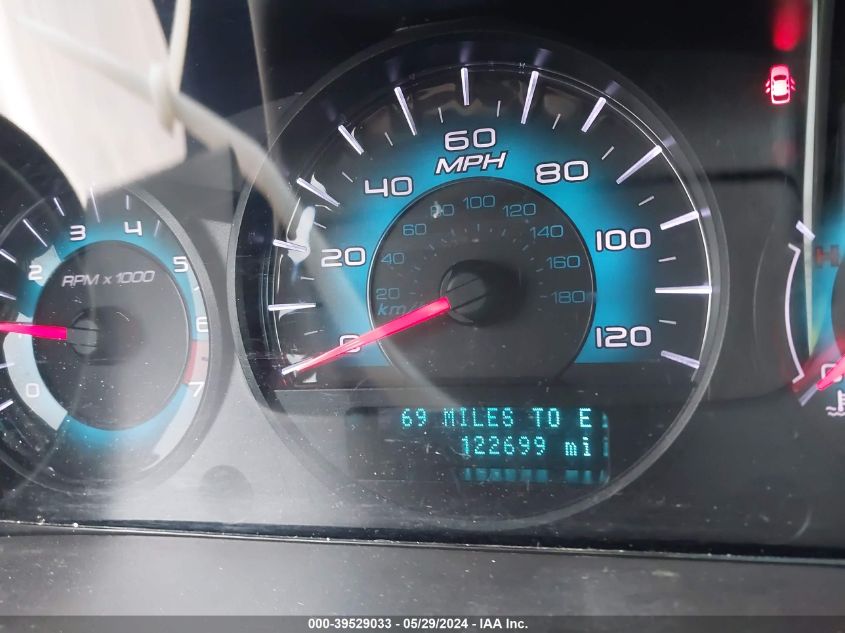 60
MPH
40 80
20 100
0 120
80 100 120
60 140
40 160
20 180
km/h
3 4
2 5
RPM x 1000
6
0 7
H
69 MILES TO E
122699 mi
000-39529033 - 05/29/2024 - IAA Inc.